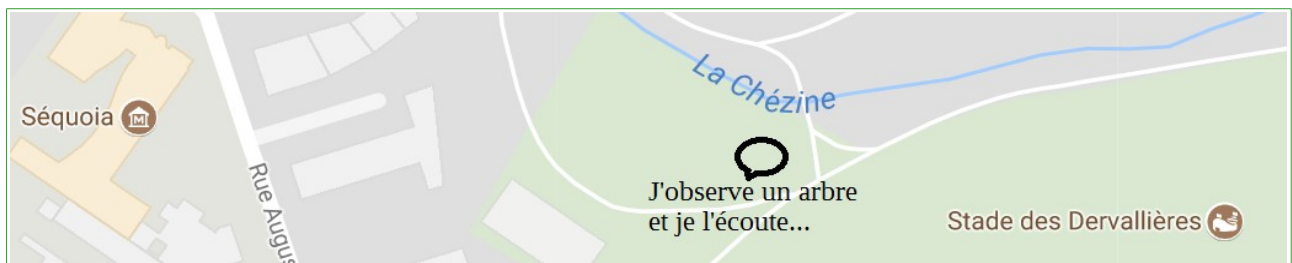 La Chézine
Séquoia
Rue Augus
J'observe un arbre
et je l'écoute...
Stade des Dervallières